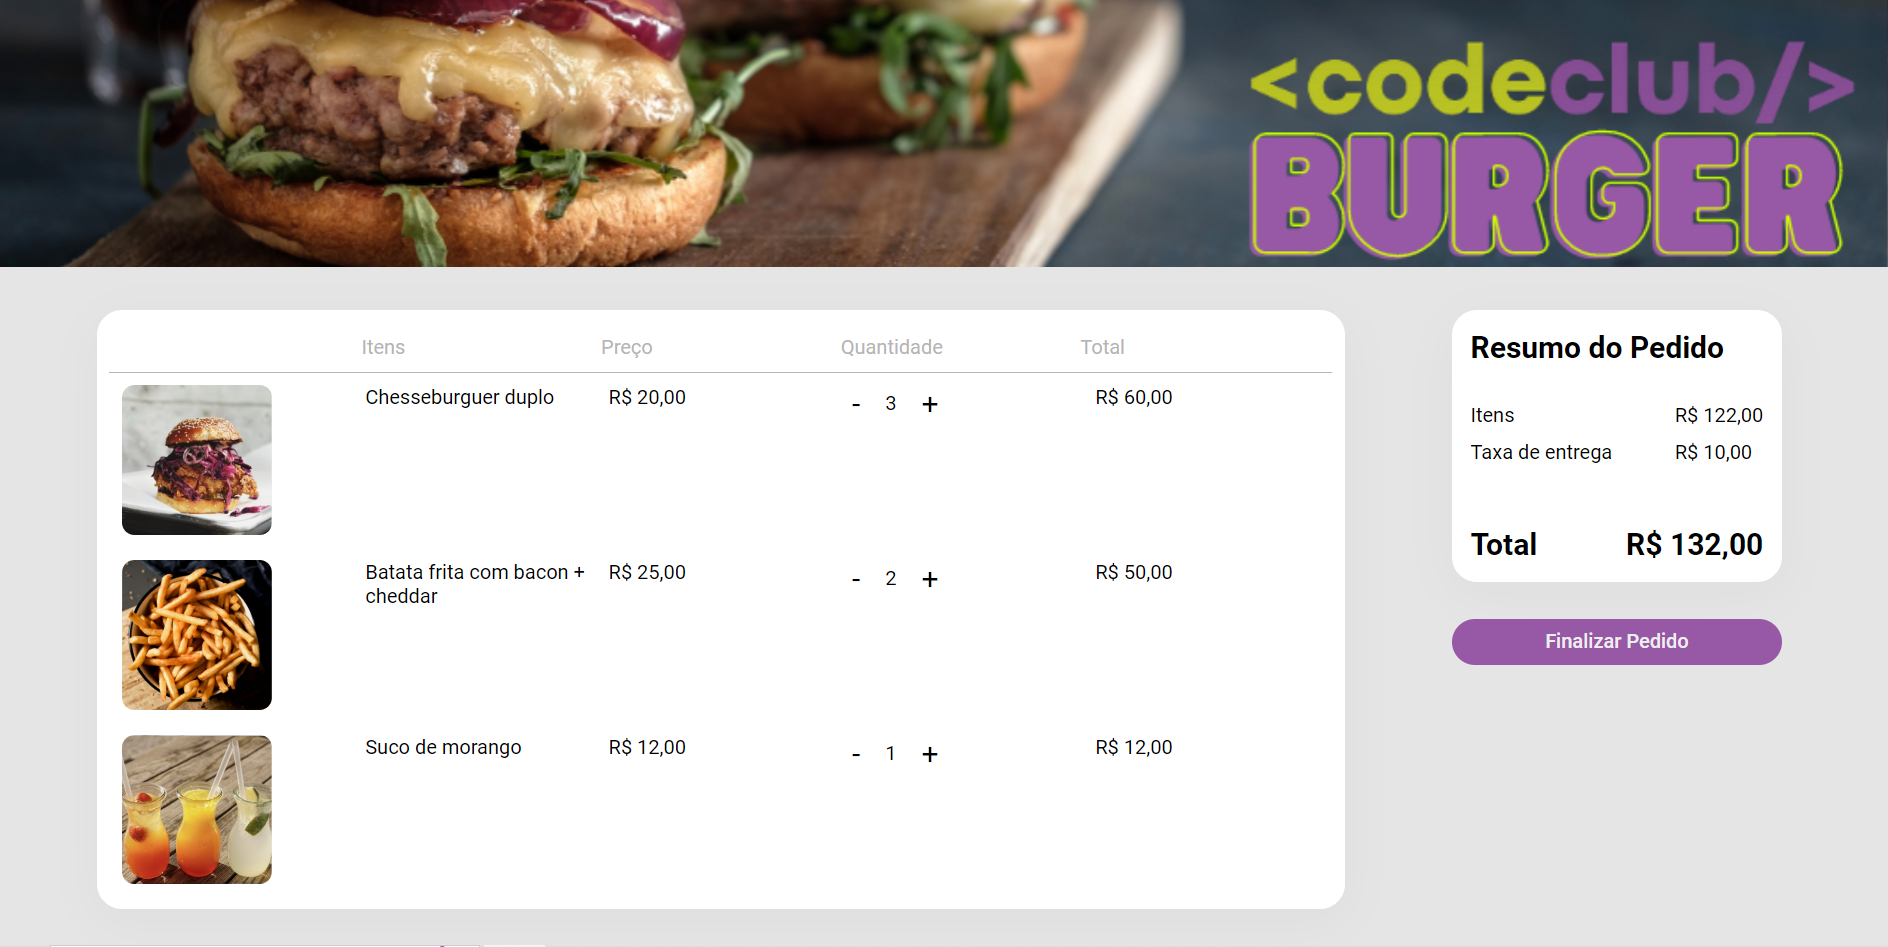 <codeclub/>
BURGER
Itens Preço Quantidade Total
Chesseburguer duplo R$ 20,00 - 3 + R$ 60,00
Batata frita com bacon + R$ 25,00 - 2 + R$ 50,00
cheddar
Suco de morango R$ 12,00 - 1 + R$ 12,00
Resumo do Pedido
Itens R$ 122,00
Taxa de entrega R$ 10,00
Total R$ 132,00
Finalizar Pedido